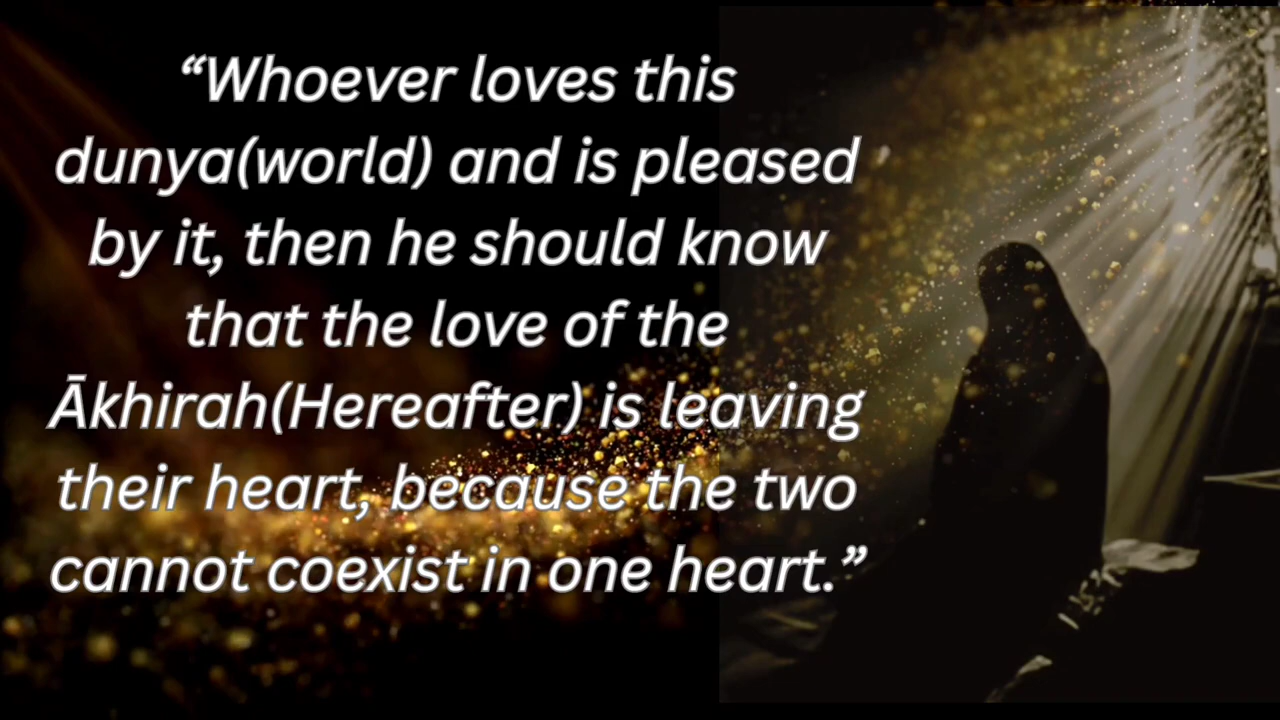 “Whoever loves this
dunya(world) and is pleased
by it, then he should know
that the love of the
Ākhirah(Hereafter) is leaving
their heart, because the two
cannot coexist in one heart.”